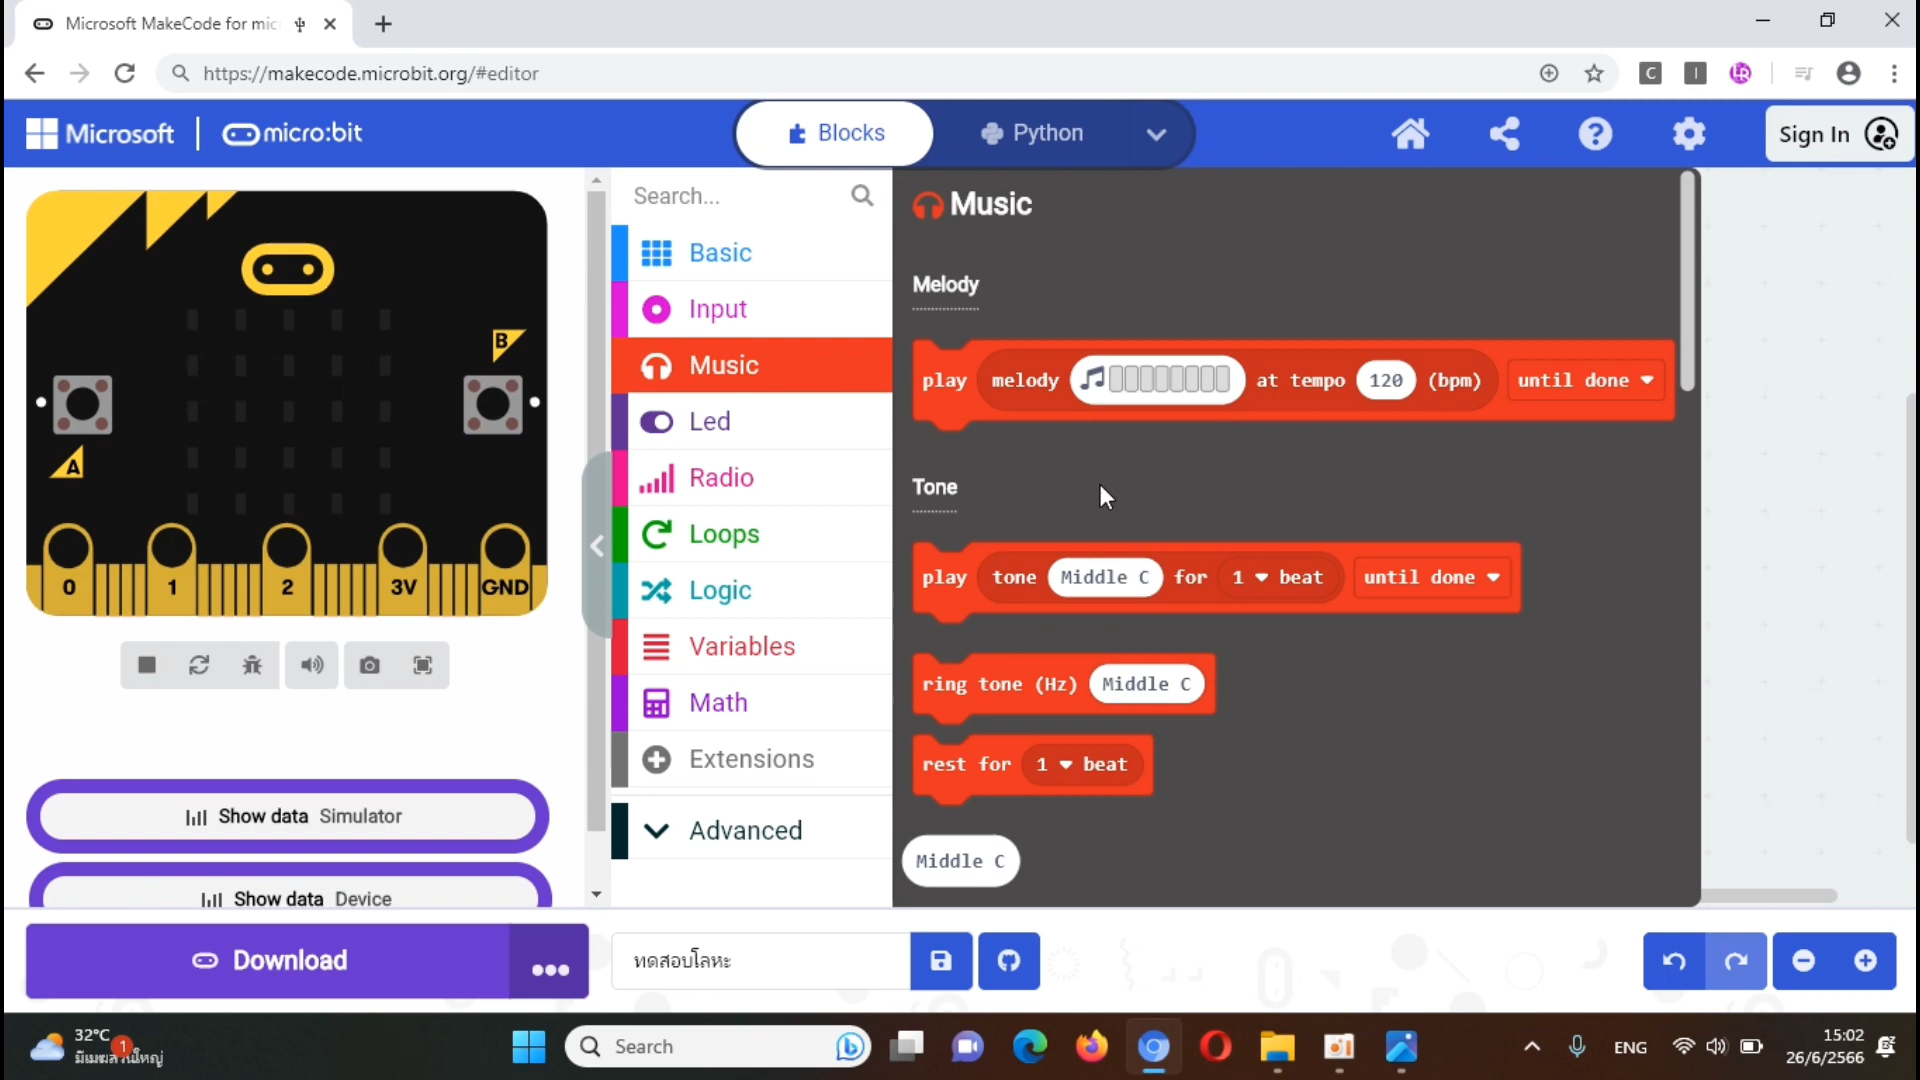 Microsoft MakeCode for mic
https://makecode.microbit.org/#editor
Microsoft
micro:bit
Blocks
Python
Sign In
B
A
0
1
2
3V
GND
Show data Simulator
Show data Device
Search...
Basic
Input
Music
Led
Radio
Loops
Logic
Variables
Math
Extensions
Advanced
Music
Melody
play melody at tempo 120 (bpm) until done
Tone
play tone Middle C for 1 beat until done
ring tone (Hz) Middle C
rest for 1 beat
Middle C
Download
ทดสอบโลหะ
32°C
1
Search
ENG
15:02
26/6/2566